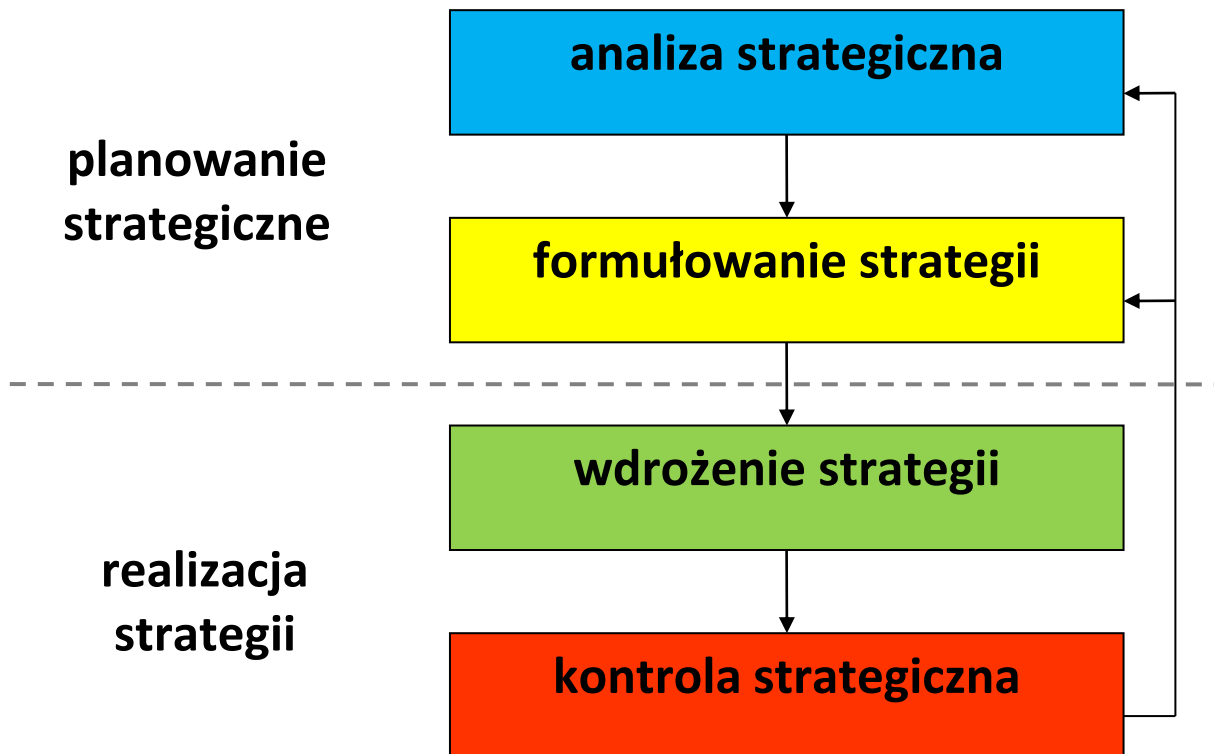 analiza strategiczna
planowanie
strategiczne
formułowanie strategii
wdrożenie strategii
realizacja
strategii
kontrola strategiczna